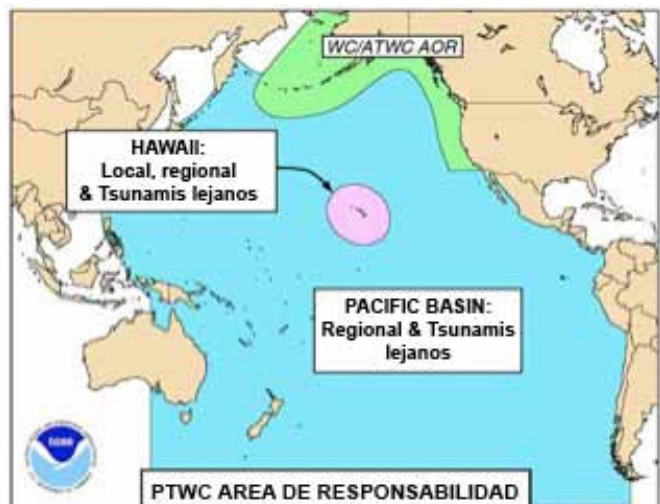 WC/ATWC AOR
HAWAII:
Local, regional
& Tsunamis lejanos
PACIFIC BASIN:
Regional & Tsunamis
lejanos
PTWC AREA DE RESPONSABILIDAD